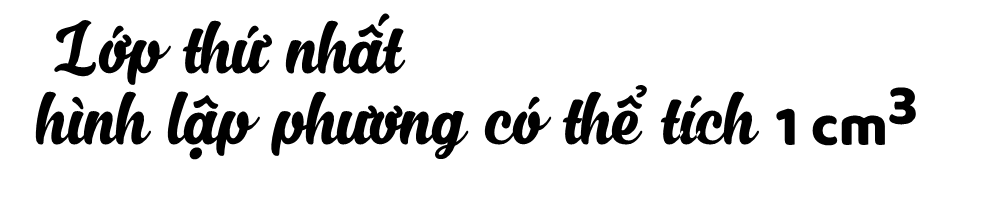 Lớp thứ nhất
hình lập phương có thể tích 1 cm³